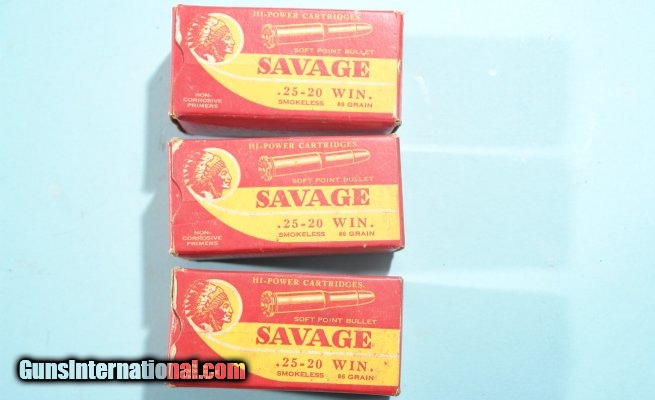 HI-POWER CARTRIDGES
SOFT POINT BULLET
SAVAGE
.25-20 WIN.
SMOKELESS 86 GRAIN
NON-
CORROSIVE
PRIMERS
HI-POWER CARTRIDGES
SOFT POINT BULLET
SAVAGE
.25-20 WIN.
SMOKELESS 86 GRAIN
NON-
CORROSIVE
PRIMERS
HI-POWER CARTRIDGES
SOFT POINT BULLET
SAVAGE
.25-20 WIN.
SMOKELESS 86 GRAIN
GunsInternational.com